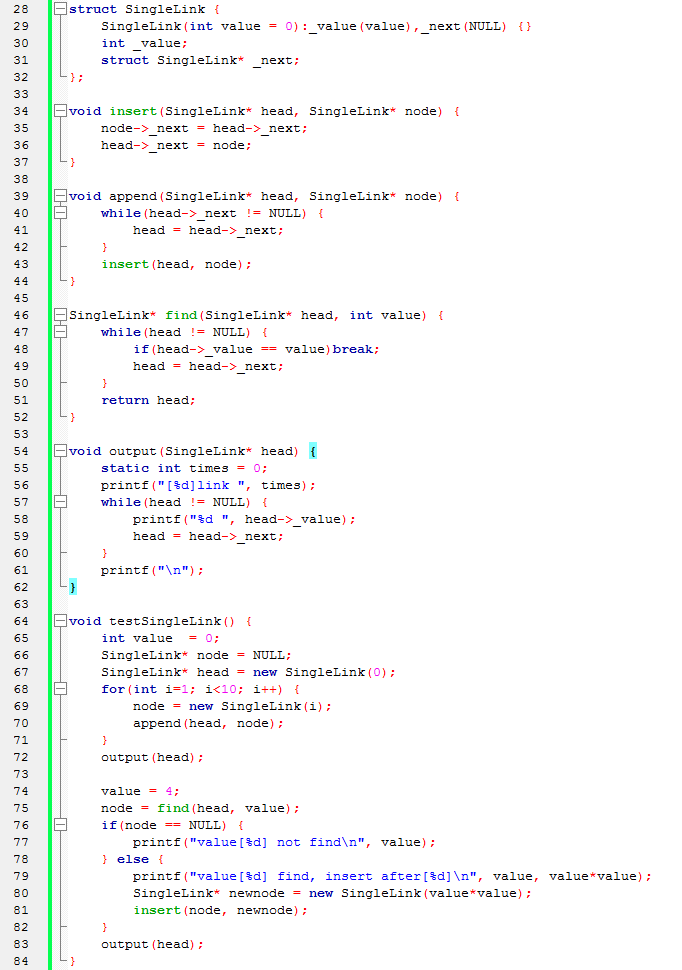 28 struct SingleLink {
29     SingleLink(int value = 0):_value(value),_next(NULL) {}
30     int _value;
31     struct SingleLink* _next;
32 };
33
34 void insert(SingleLink* head, SingleLink* node) {
35     node->_next = head->_next;
36     head->_next = node;
37 }
38
39 void append(SingleLink* head, SingleLink* node) {
40     while(head->_next != NULL) {
41         head = head->_next;
42     }
43     insert(head, node);
44 }
45
46 SingleLink* find(SingleLink* head, int value) {
47     while(head != NULL) {
48         if(head->_value == value)break;
49         head = head->_next;
50     }
51     return head;
52 }
53
54 void output(SingleLink* head) {
55     static int times = 0;
56     printf("[%d]link ", times);
57     while(head != NULL) {
58         printf("%d ", head->_value);
59         head = head->_next;
60     }
61     printf("\n");
62 }
63
64 void testSingleLink() {
65     int value  = 0;
66     SingleLink* node = NULL;
67     SingleLink* head = new SingleLink(0);
68     for(int i=1; i<10; i++) {
69         node = new SingleLink(i);
70         append(head, node);
71     }
72     output(head);
73
74     value = 4;
75     node = find(head, value);
76     if(node == NULL) {
77         printf("value[%d] not find\n", value);
78     } else {
79         printf("value[%d] find, insert after[%d]\n", value, value*value);
80         SingleLink* newnode = new SingleLink(value*value);
81         insert(node, newnode);
82     }
83     output(head);
84 }